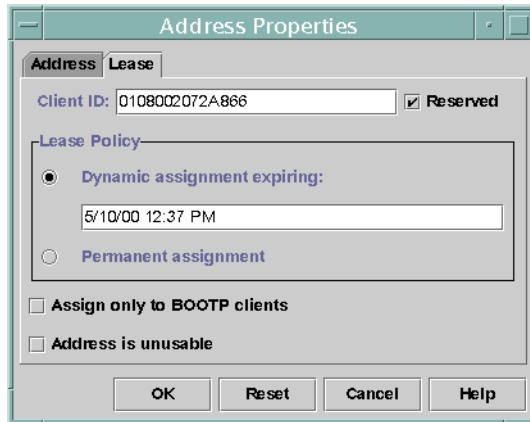 Address Properties
Address Lease
Client ID: 0108002072A866 Reserved
Lease Policy
Dynamic assignment expiring:
5/10/00 12:37 PM
Permanent assignment
Assign only to BOOTP clients
Address is unusable
OK Reset Cancel Help